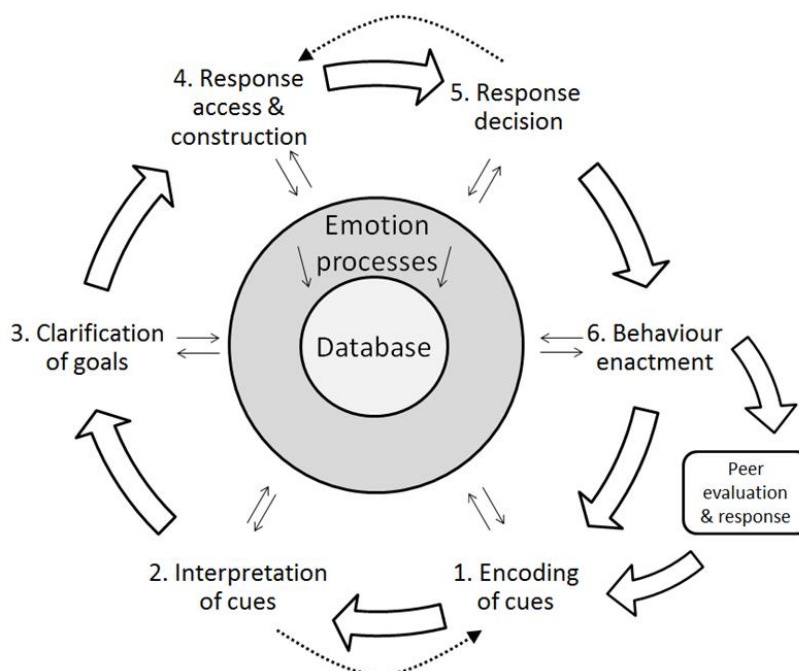 4. Response
access &
construction
5. Response
decision
Emotion
processes
3. Clarification
of goals
Database
6. Behaviour
enactment
Peer
evaluation
& response
2. Interpretation
of cues
1. Encoding
of cues